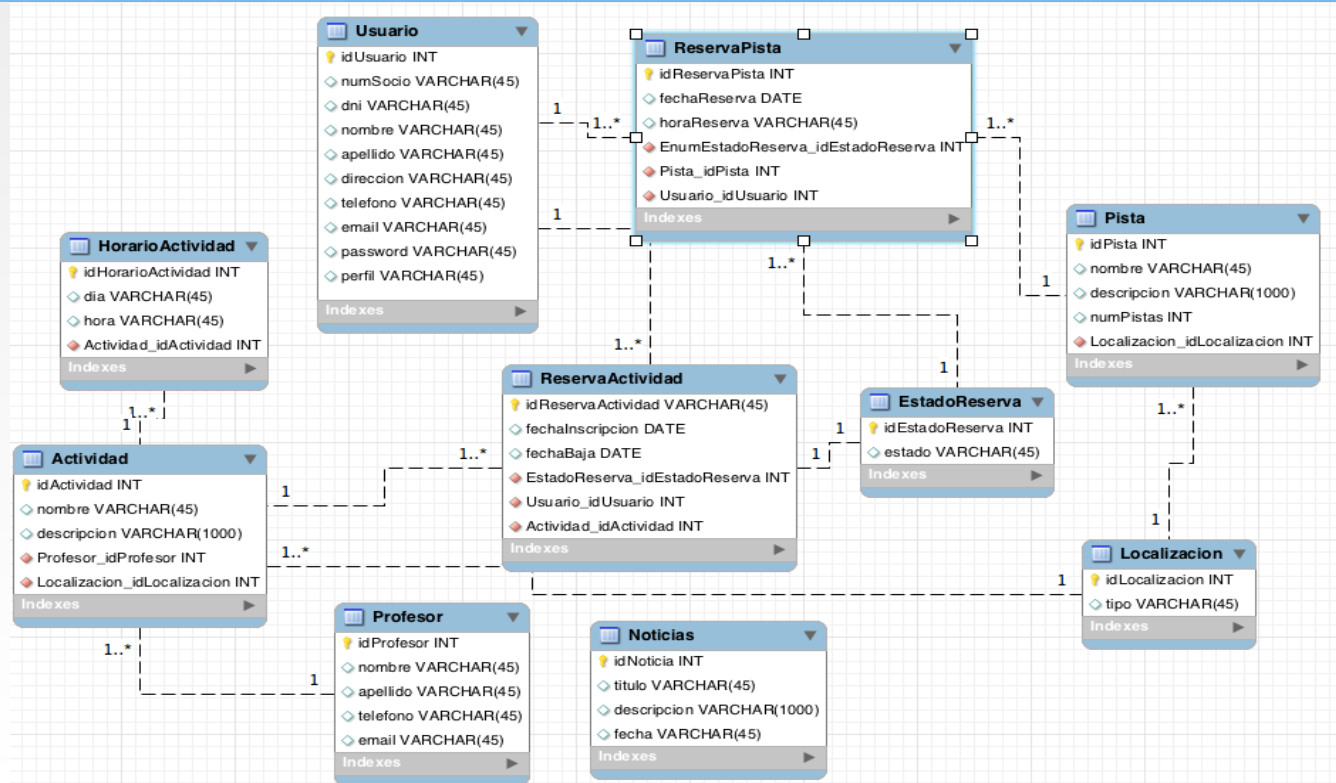 Usuario
idUsuario INT
numSocio VARCHAR(45)
dni VARCHAR(45)
nombre VARCHAR(45)
apellido VARCHAR(45)
direccion VARCHAR(45)
telefono VARCHAR(45)
email VARCHAR(45)
password VARCHAR(45)
perfil VARCHAR(45)
Indexes
1
1..*
1
1..*
ReservaPista
idReservaPista INT
fechaReserva DATE
horaReserva VARCHAR(45)
EnumEstadoReserva_idEstadoReserva INT
Pista_idPista INT
Usuario_idUsuario INT
Indexes
1..*
1
1..*
1
Pista
idPista INT
nombre VARCHAR(45)
descripcion VARCHAR(1000)
numPistas INT
Localizacion_idLocalizacion INT
Indexes
1..*
1
HorarioActividad
idHorarioActividad INT
dia VARCHAR(45)
hora VARCHAR(45)
Actividad_idActividad INT
Indexes
1..*
1
ReservaActividad
idReservaActividad VARCHAR(45)
fechaInscripcion DATE
fechaBaja DATE
EstadoReserva_idEstadoReserva INT
Usuario_idUsuario INT
Actividad_idActividad INT
Indexes
1
1
EstadoReserva
idEstadoReserva INT
estado VARCHAR(45)
Indexes
Actividad
idActividad INT
nombre VARCHAR(45)
descripcion VARCHAR(1000)
Profesor_idProfesor INT
Localizacion_idLocalizacion INT
Indexes
1
1..*
1..*
1
1..*
1
Localizacion
idLocalizacion INT
tipo VARCHAR(45)
Indexes
Profesor
idProfesor INT
nombre VARCHAR(45)
apellido VARCHAR(45)
telefono VARCHAR(45)
email VARCHAR(45)
Indexes
Noticias
idNoticia INT
titulo VARCHAR(45)
descripcion VARCHAR(1000)
fecha VARCHAR(45)
Indexes